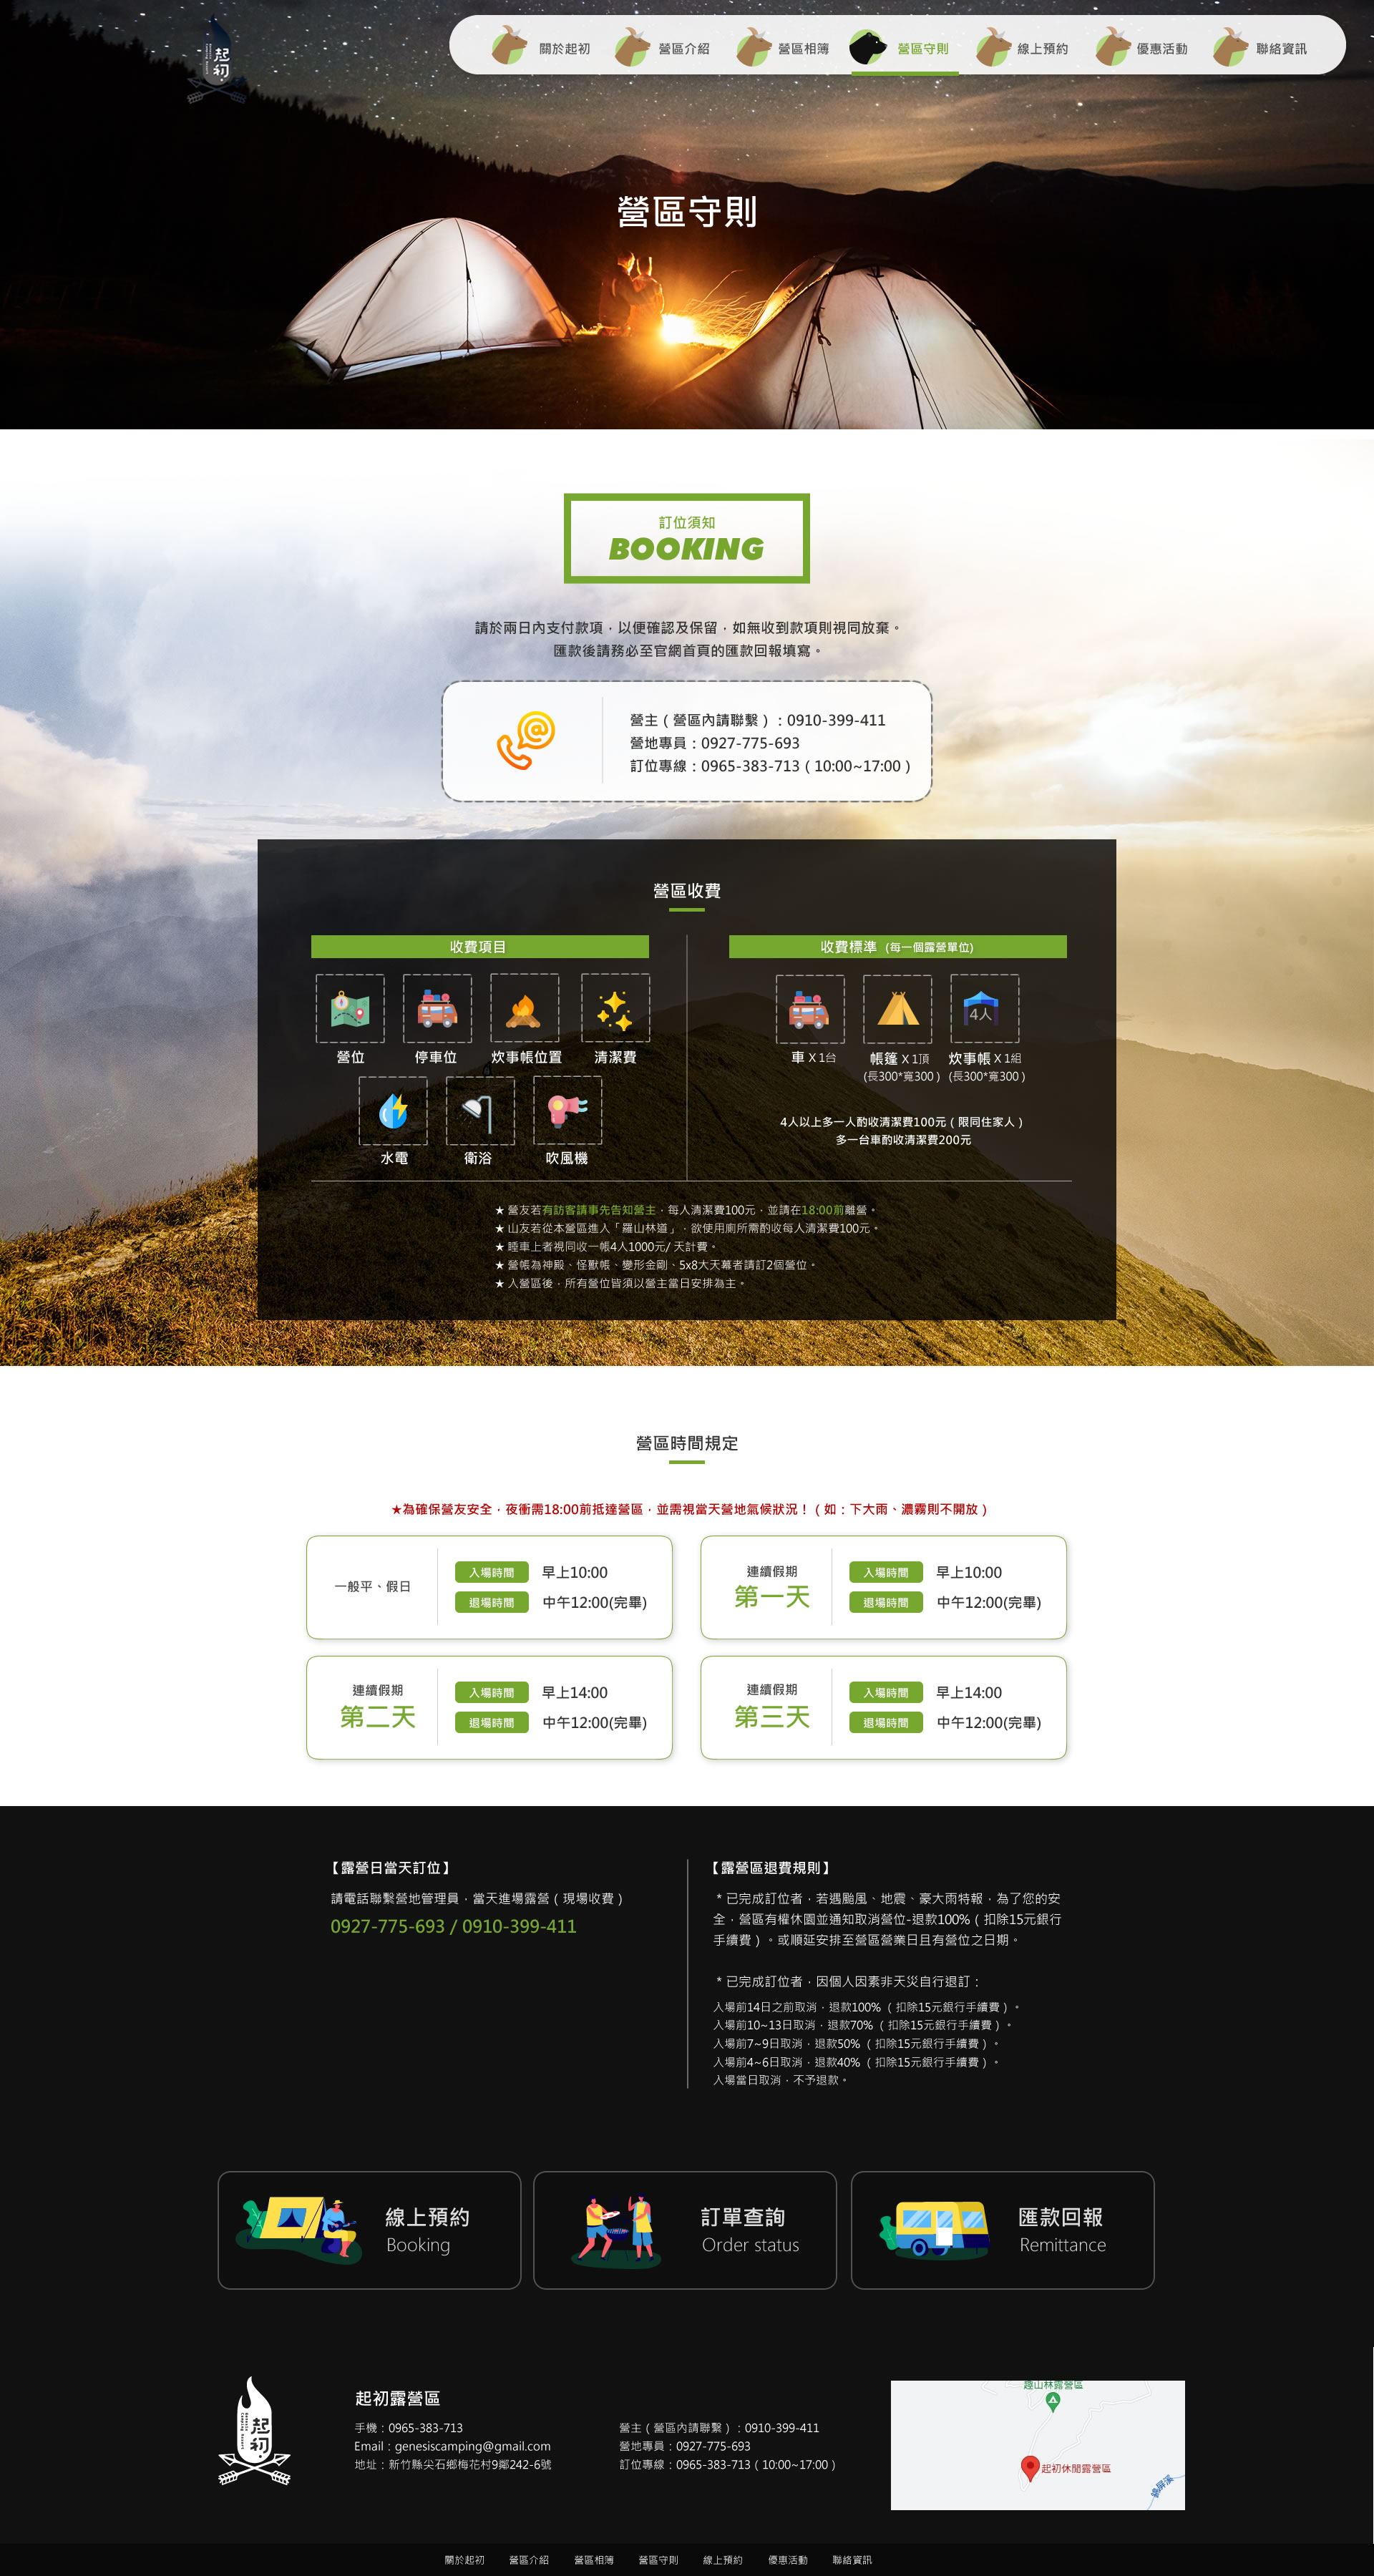 起初
關於起初
營區介紹
營區相簿
營區守則
線上預約
優惠活動
聯絡資訊
營區守則
訂位須知
BOOKING
請於兩日內支付款項，以便確認及保留，如無收到款項則視同放棄。
匯款後請務必至官網首頁的匯款回報填寫。
營主（營區內請聯繫）：0910-399-411
營地專員：0927-775-693
訂位專線：0965-383-713（10:00~17:00）
營區收費
收費項目
收費標準 (每一個露營單位)
營位
停車位
炊事帳位置
清潔費
水電
衛浴
吹風機
4人
車 X 1台
帳篷 X 1頂
(長300*寬300）
炊事帳 X 1組
(長300*寬300）
4人以上多一人酌收清潔費100元（限同住家人）
多一台車酌收清潔費200元
★ 營友若有訪客請事先告知營主，每人清潔費100元，並請在18:00前離營。
★ 山友若從本營區進入「羅山林道」，欲使用廁所需酌收每人清潔費100元。
★ 睡車上者視同收一帳4人1000元/ 天計費。
★ 營帳為神殿、怪獸帳、變形金剛、5x8大天幕者請訂2個營位。
★ 入營區後，所有營位皆須以營主當日安排為主。
營區時間規定
★為確保營友安全，夜衝需18:00前抵達營區，並需視當天營地氣候狀況！（如：下大雨、濃霧則不開放）
一般平、假日
入場時間 早上10:00
退場時間 中午12:00(完畢)
連續假期
第一天
入場時間 早上10:00
退場時間 中午12:00(完畢)
連續假期
第二天
入場時間 早上14:00
退場時間 中午12:00(完畢)
連續假期
第三天
入場時間 早上14:00
退場時間 中午12:00(完畢)
【露營日當天訂位】
請電話聯繫營地管理員，當天進場露營（現場收費）
0927-775-693 / 0910-399-411
【露營區退費規則】
＊已完成訂位者，若遇颱風、地震、豪大雨特報，為了您的安
全，營區有權休園並通知取消營位-退款100%（扣除15元銀行
手續費）。或順延安排至營區營業日且有營位之日期。
＊已完成訂位者，因個人因素非天災自行退訂：
入場前14日之前取消，退款100% （扣除15元銀行手續費）。
入場前10~13日取消，退款70% （扣除15元銀行手續費）。
入場前7~9日取消，退款50% （扣除15元銀行手續費）。
入場前4~6日取消，退款40% （扣除15元銀行手續費）。
入場當日取消，不予退款。
線上預約
Booking
訂單查詢
Order status
匯款回報
Remittance
起初
起初露營區
手機：0965-383-713
Email：genesiscamping@gmail.com
地址：新竹縣尖石鄉梅花村9鄰242-6號
營主（營區內請聯繫）：0910-399-411
營地專員：0927-775-693
訂位專線：0965-383-713（10:00~17:00）
趣山林露營區
起初休閒露營區
關於起初
營區介紹
營區相簿
營區守則
線上預約
優惠活動
聯絡資訊